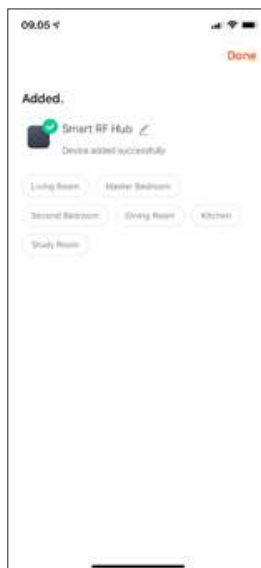 09.05
Done
Added.
Smart RF Hub
Device added successfully
Living Room Master Bedroom
Second Bedroom Dining Room Kitchen
Study Room